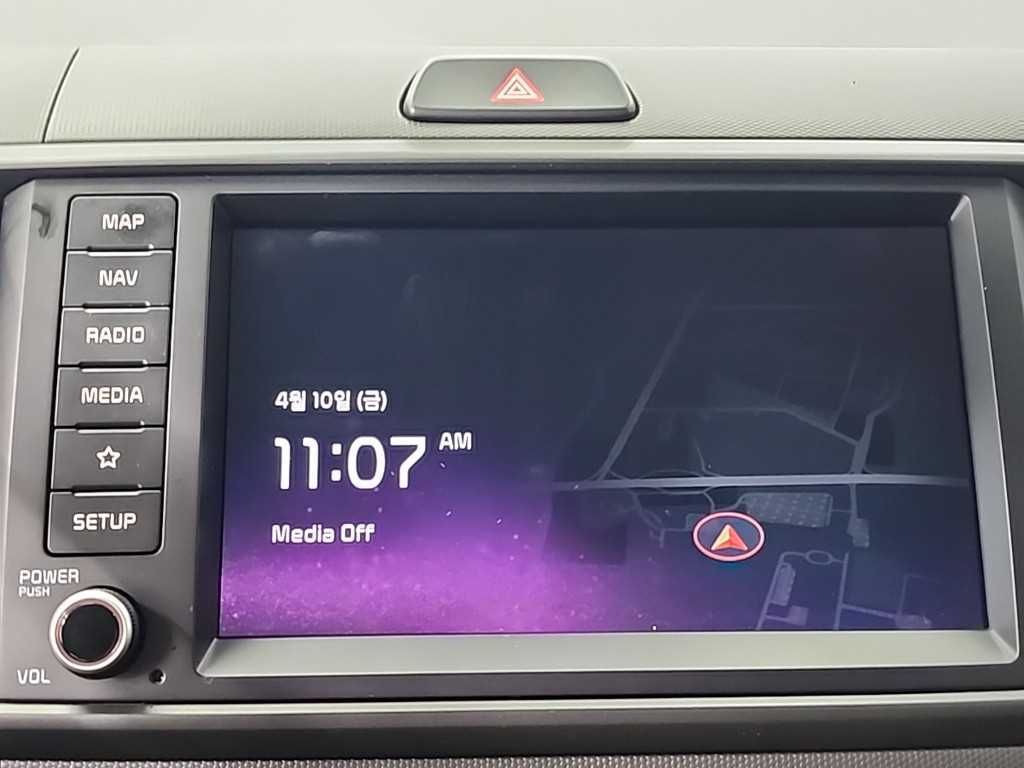 MAP
NAV
RADIO
MEDIA
SETUP
POWER
PUSH
VOL
4월 10일 (금)
11:07 AM
Media Off